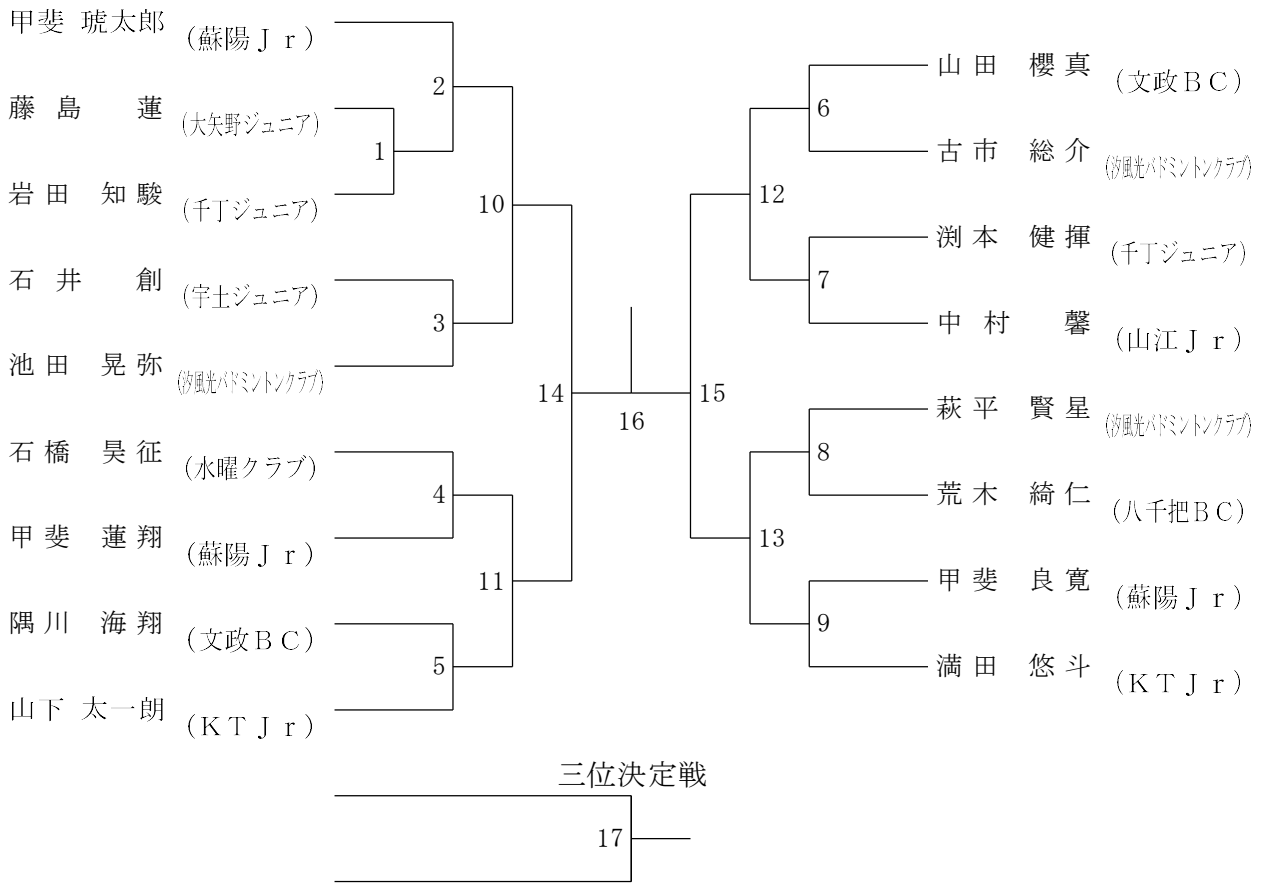 甲斐 琥太郎 (蘇陽Ｊｒ)
2
藤島 蓮 (大矢野ジュニア)
1
岩田 知駿 (千丁ジュニア)
10
石井 創 (宇土ジュニア)
3
池田 晃弥 (汐風光バドミントンクラブ)
14
石橋 昊征 (水曜クラブ)
4
甲斐 蓮翔 (蘇陽Ｊｒ)
11
隅川 海翔 (文政ＢＣ)
5
山下 太一朗 (ＫＴＪｒ)
16
山田 櫻真 (文政ＢＣ)
6
古市 総介 (汐風光バドミントンクラブ)
12
渕本 健揮 (千丁ジュニア)
7
中村 馨 (山江Ｊｒ)
15
萩平 賢星 (汐風光バドミントンクラブ)
8
荒木 綺仁 (八千把ＢＣ)
13
甲斐 良寛 (蘇陽Ｊｒ)
9
満田 悠斗 (ＫＴＪｒ)
三位決定戦
17